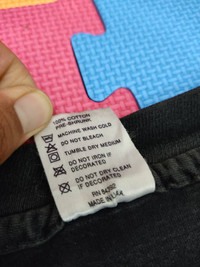 100% COTTON
PRE-SHRUNK
MACHINE WASH COLD
DO NOT BLEACH
TUMBLE DRY MEDIUM
DO NOT IRON IF
DECORATED
DO NOT DRY CLEAN
IF DECORATED
RN
MADE IN